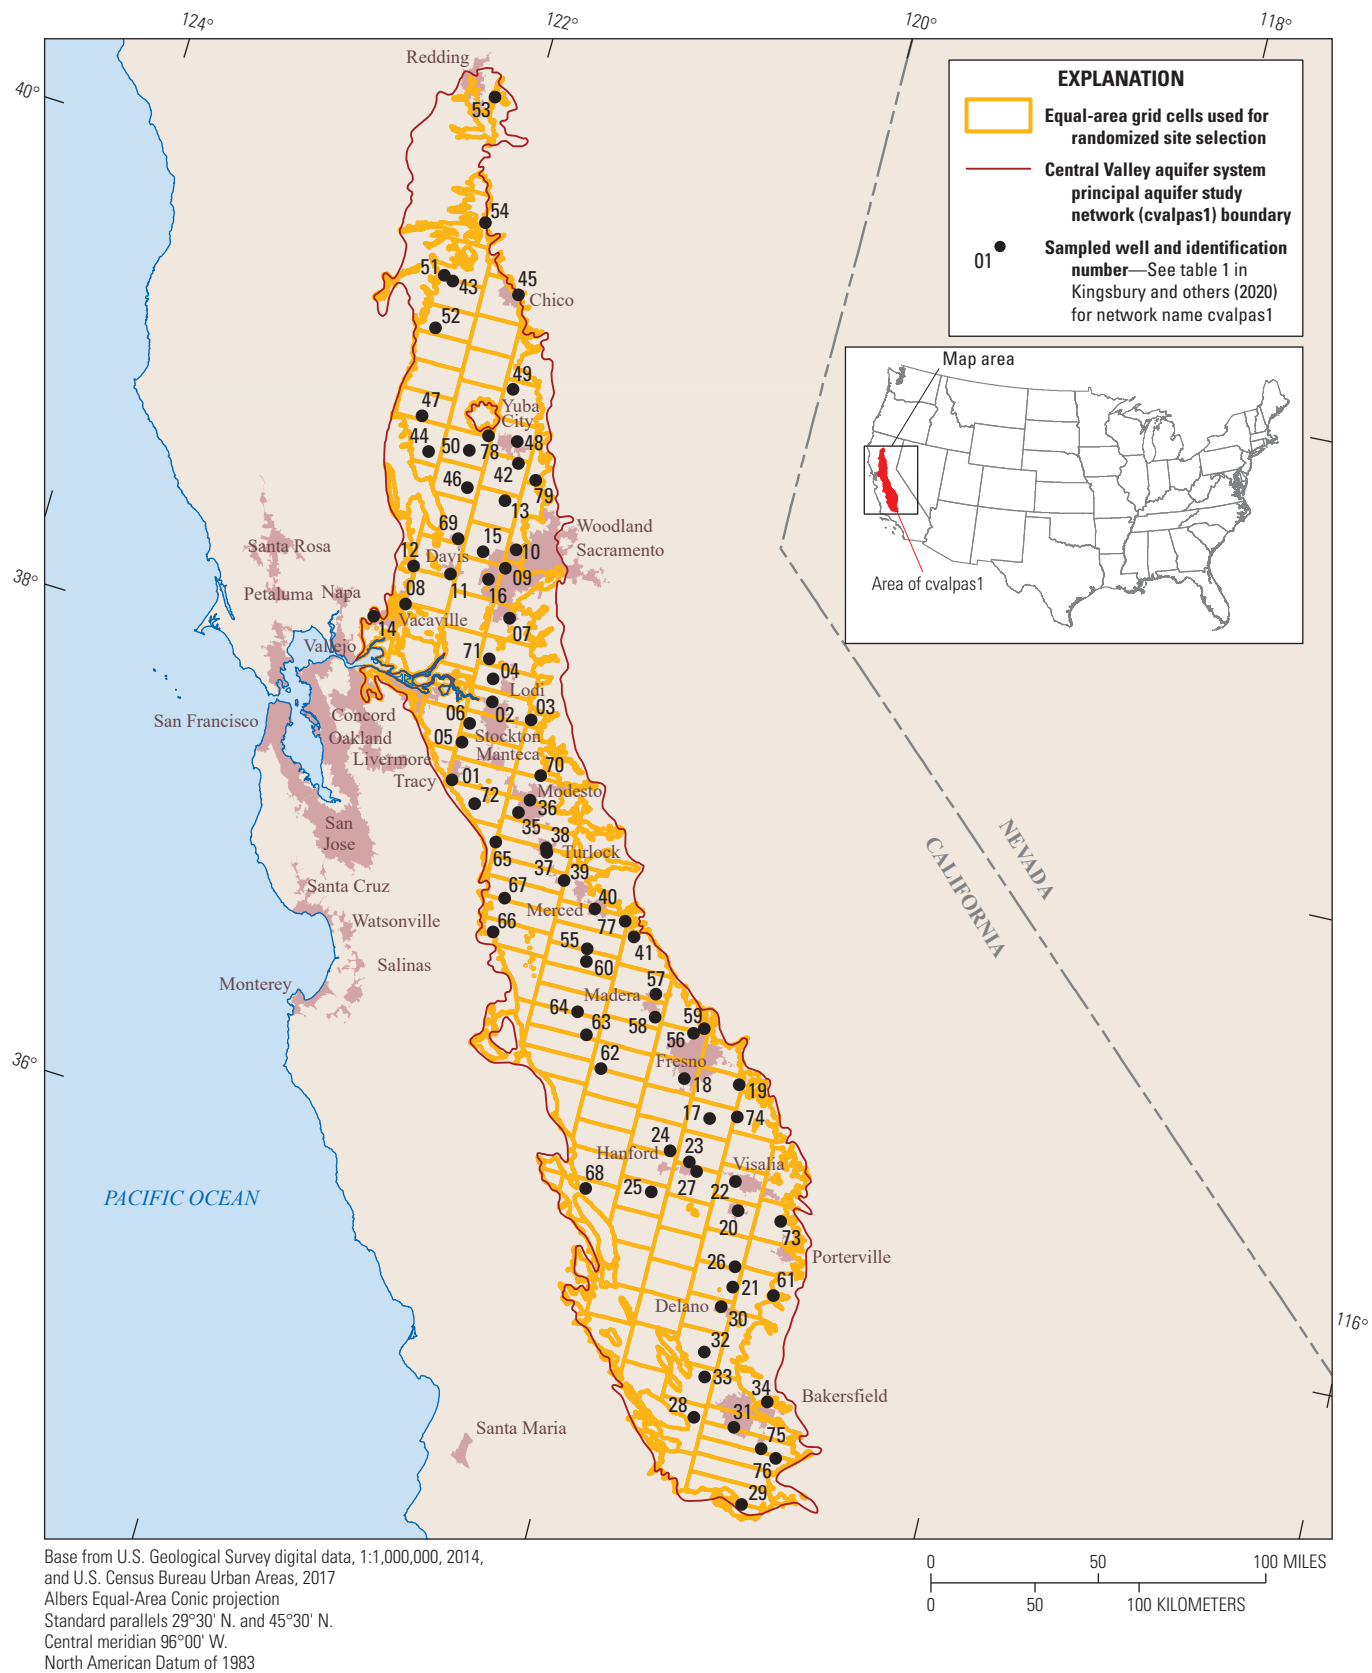 124°
122°
120°
118°
40°
38°
36°
116°
Redding
53
54
51
43
45
Chico
52
49
Yuba
City
47
44
50
78
48
42
46
79
13
69
15
10
Woodland
Sacramento
12
Davis
11
09
16
08
Vacaville
14
07
Santa Rosa
Petaluma
Napa
Vallejo
71
04
Lodi
02
03
06
05
Stockton
Manteca
San Francisco
Concord
Oakland
Livermore
Tracy
01
72
70
Modesto
36
35
38
Turlock
37
39
65
San
Jose
Santa Cruz
67
40
Merced
77
41
66
Watsonville
55
60
Salinas
Monterey
57
Madera
64
58
59
56
63
Fresno
62
18
19
17
74
24
23
Hanford
Visalia
68
25
27
22
20
73
Porterville
26
21
61
Delano
30
32
33
34
Bakersfield
28
31
75
76
29
Santa Maria
PACIFIC OCEAN
NEVADA
CALIFORNIA
EXPLANATION
Equal-area grid cells used for
randomized site selection
Central Valley aquifer system
principal aquifer study
network (cvalpas1) boundary
01
Sampled well and identification
number—See table 1 in
Kingsbury and others (2020)
for network name cvalpas1
Map area
Area of cvalpas1
Base from U.S. Geological Survey digital data, 1:1,000,000, 2014,
and U.S. Census Bureau Urban Areas, 2017
Albers Equal-Area Conic projection
Standard parallels 29°30' N. and 45°30' N.
Central meridian 96°00' W.
North American Datum of 1983
0 50 100 MILES
0 50 100 KILOMETERS